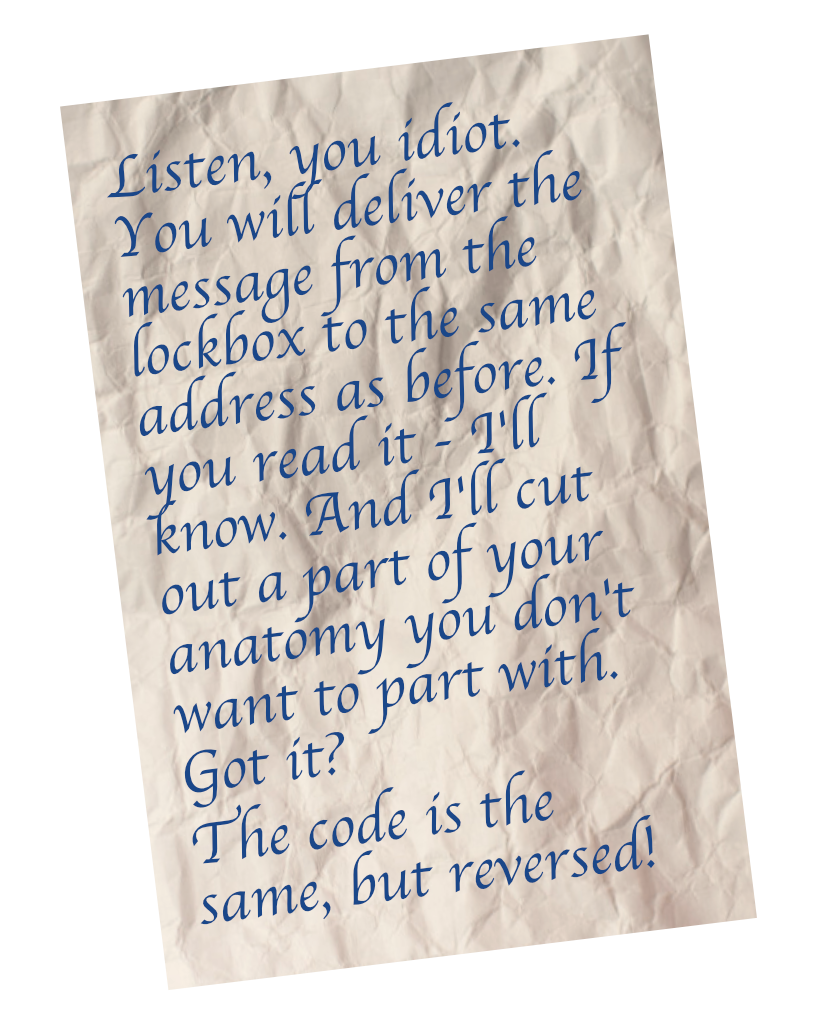 Listen, you idiot.
You will deliver the
message from the
lockbox to the same
address as before. If
you read it - I'll
know. And I'll cut
out a part of your
anatomy you don't
want to part with.
Got it?
The code is the
same, but reversed!